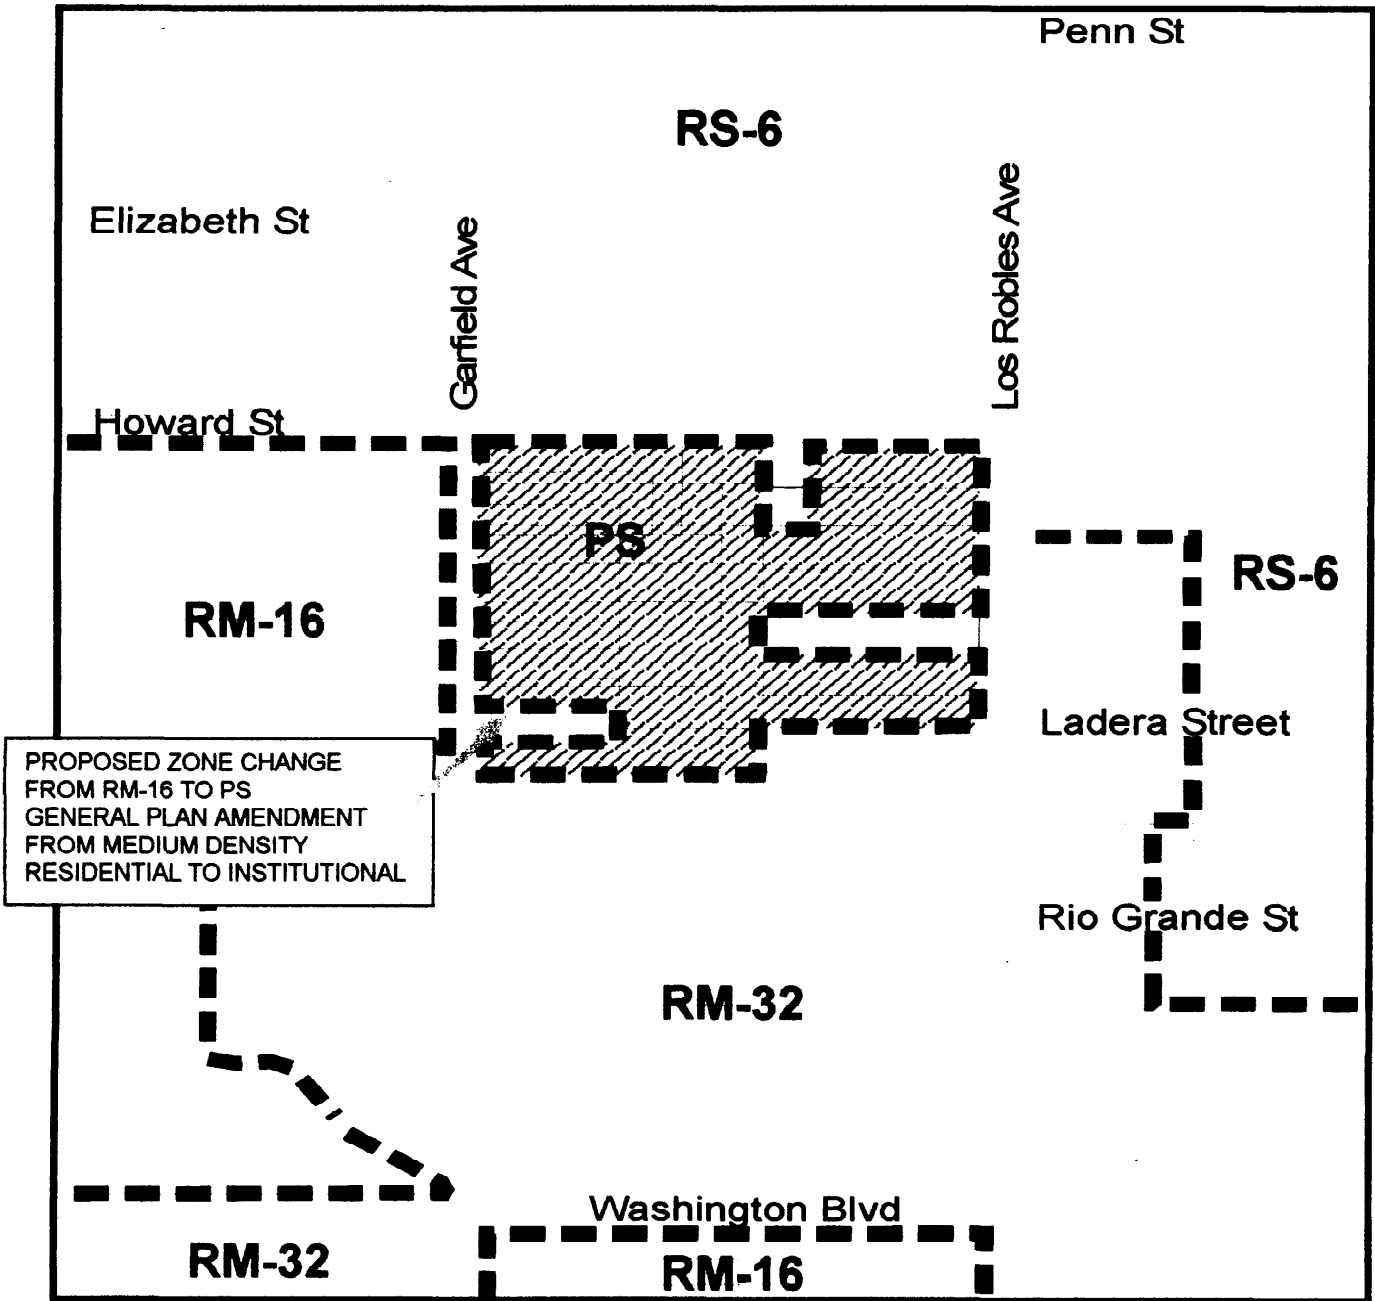 Penn St
RS-6
Elizabeth St
Garfield Ave
Los Robles Ave
Howard St
PS
RS-6
RM-16
Ladera Street
PROPOSED ZONE CHANGE
FROM RM-16 TO PS
GENERAL PLAN AMENDMENT
FROM MEDIUM DENSITY
RESIDENTIAL TO INSTITUTIONAL
Rio Grande St
RM-32
Washington Blvd
RM-32
RM-16